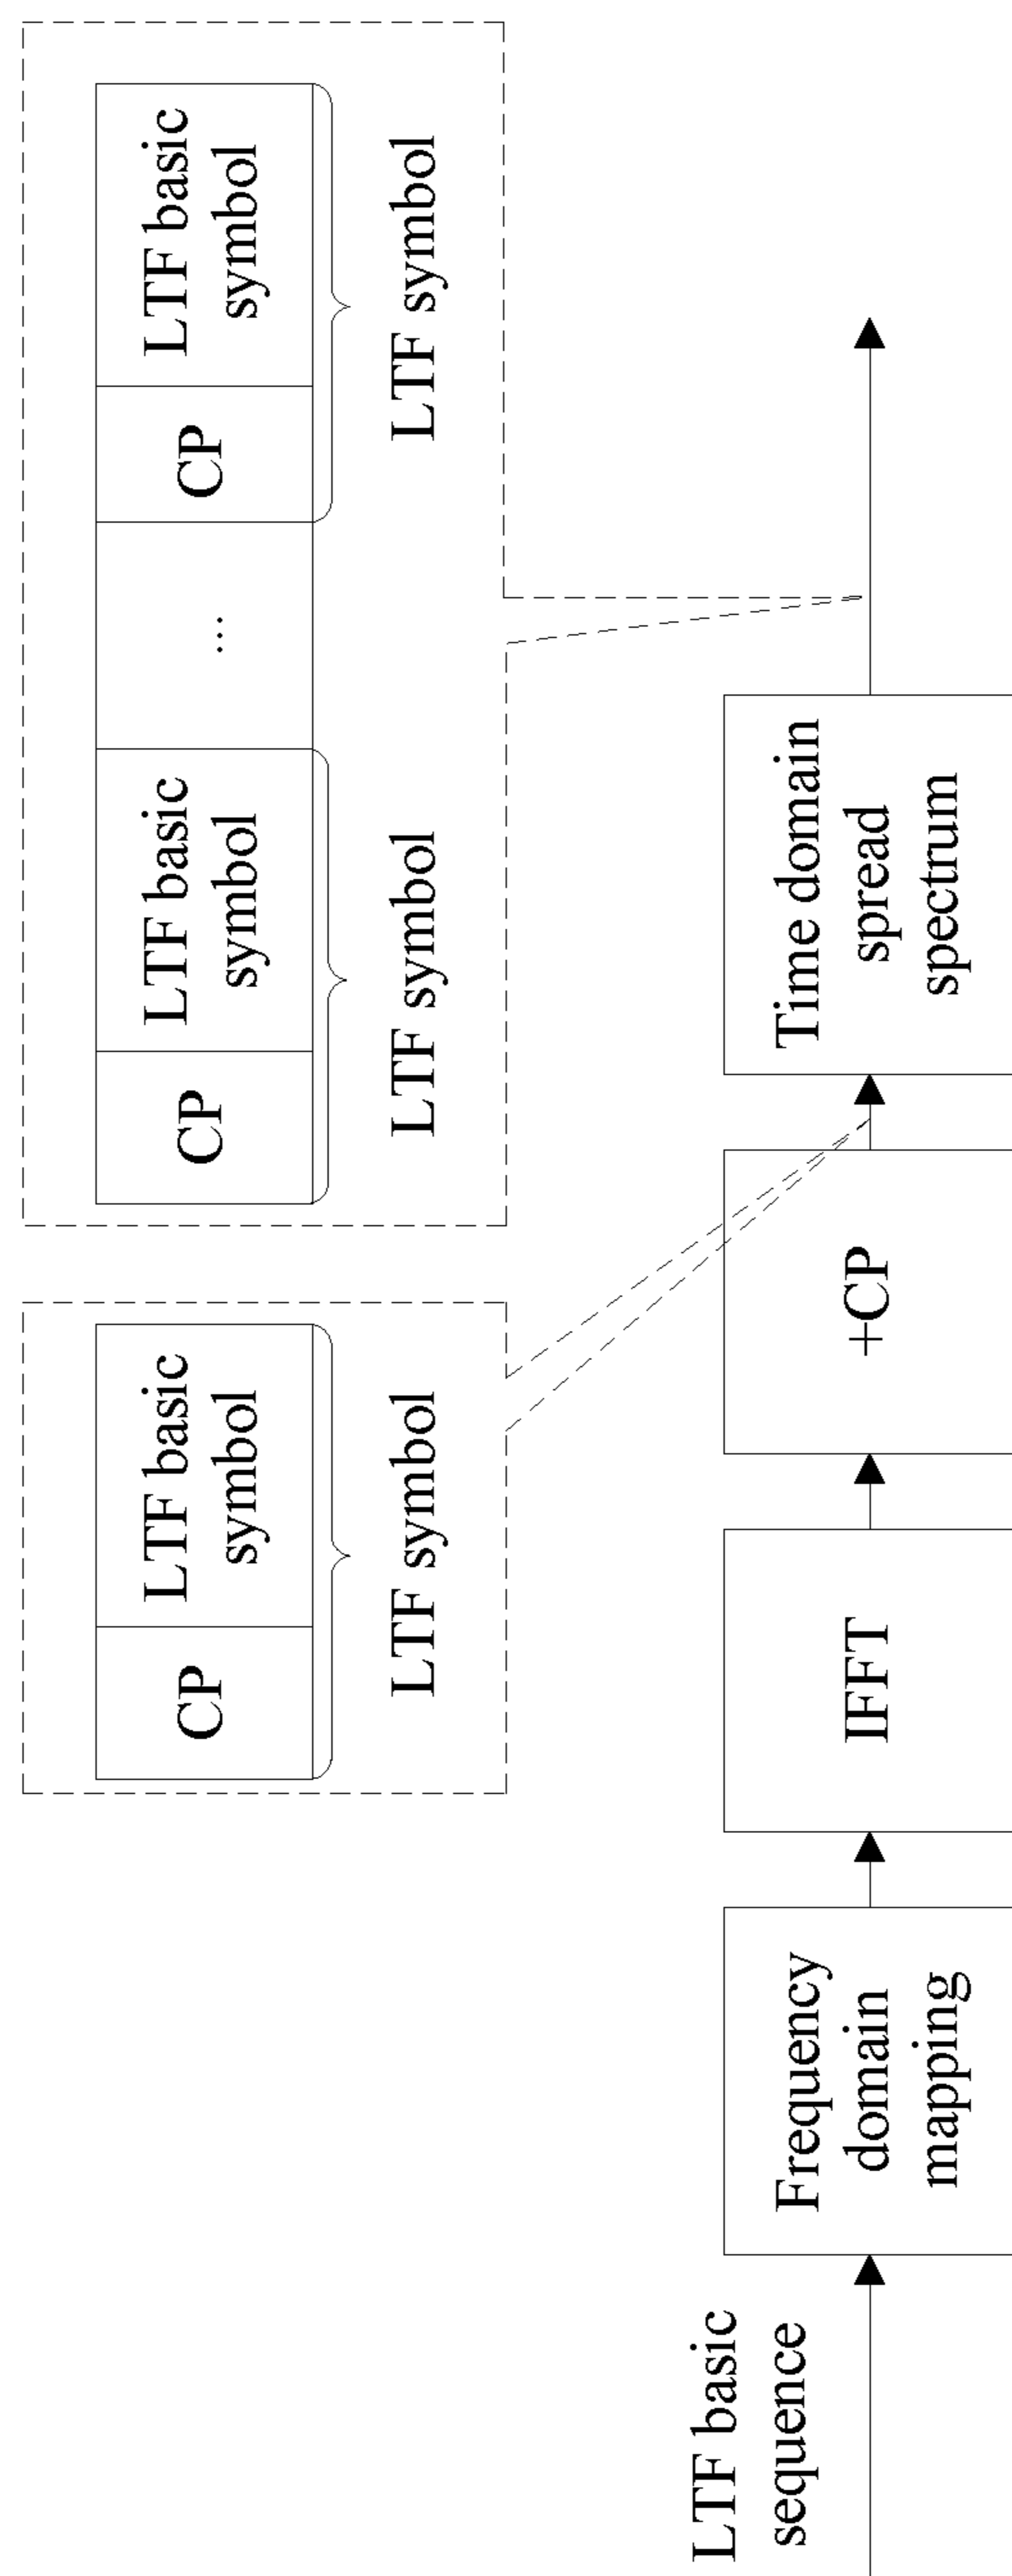 CP
LTF basic
symbol
LTF symbol
CP
LTF basic
symbol
...
CP
LTF basic
symbol
LTF symbol
LTF symbol
LTF basic
sequence
Frequency
domain
mapping
IFFT
+CP
Time domain
spread
spectrum